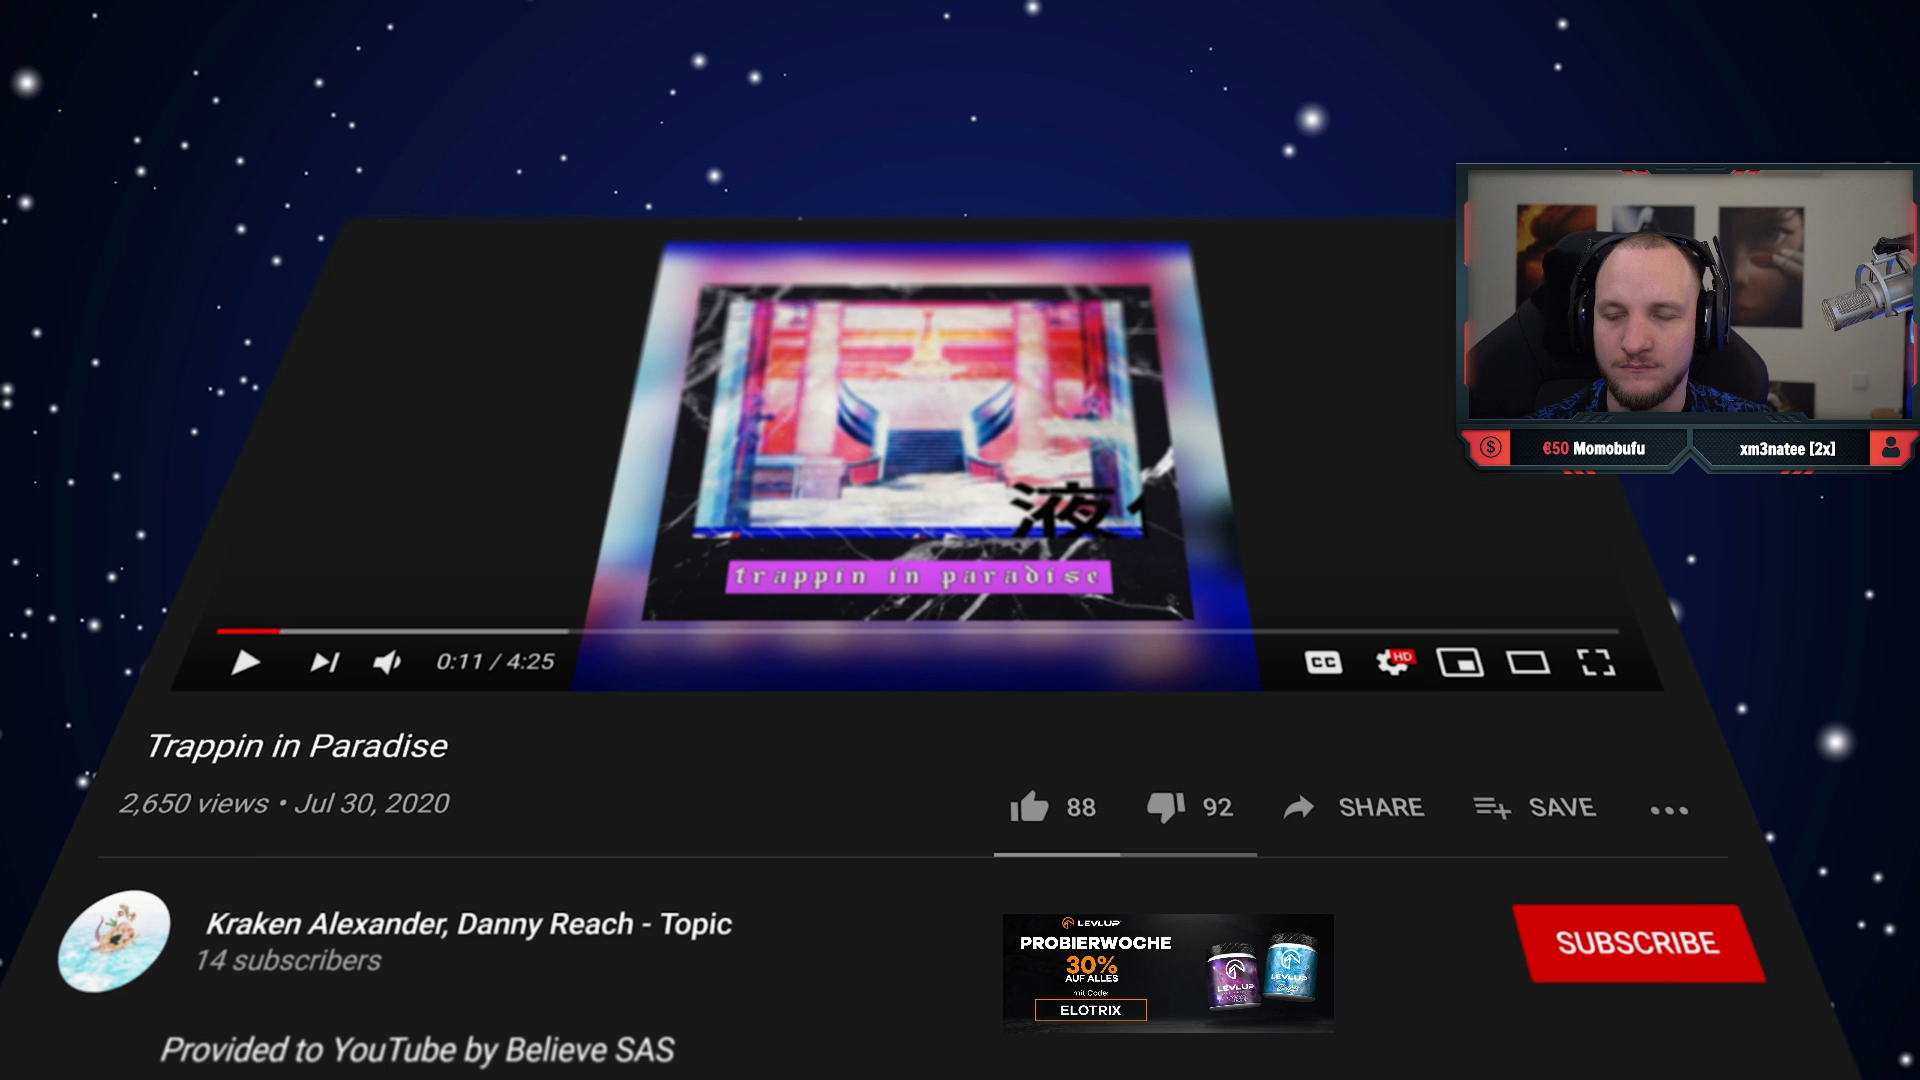 液
trappin in paradise
0:11 / 4:25
CC
HD
Trappin in Paradise
2,650 views • Jul 30, 2020
88
92
SHARE
SAVE
Kraken Alexander, Danny Reach - Topic
14 subscribers
SUBSCRIBE
Provided to YouTube by Believe SAS
€50 Momobufu
xm3natee [2x]
LEVLUP
PROBIERWOCHE
30%
AUF ALLES
mit Code:
ELOTRIX
LEVLUP
LEVLUP